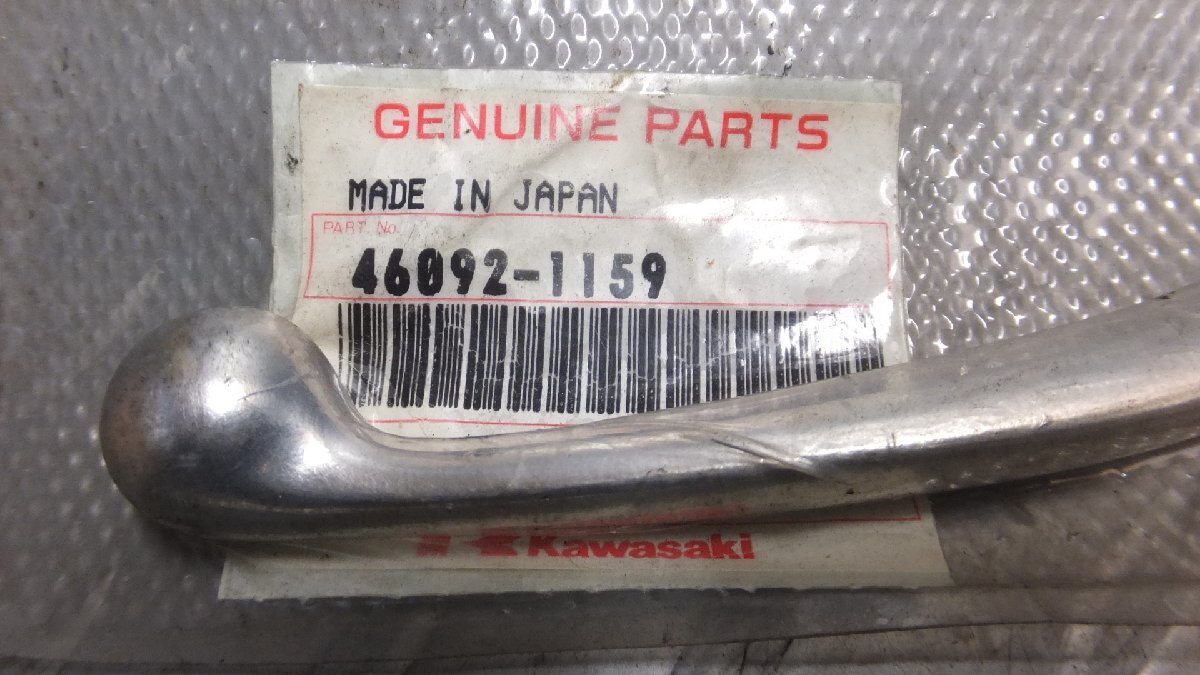 GENUINE PARTS
MADE IN JAPAN
PART. No.
46092-1159
Kawasaki